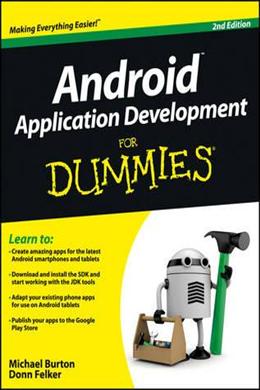 Making Everything Easier!™
2nd Edition
Android™
Application Development
FOR
DUMMIES®
Learn to:
• Create amazing apps for the latest
Android smartphones and tablets
• Download and install the SDK and
start working with the JDK tools
• Adapt your existing phone apps
for use on Android tablets
• Publish your apps to the Google
Play Store
Michael Burton
Donn Felker